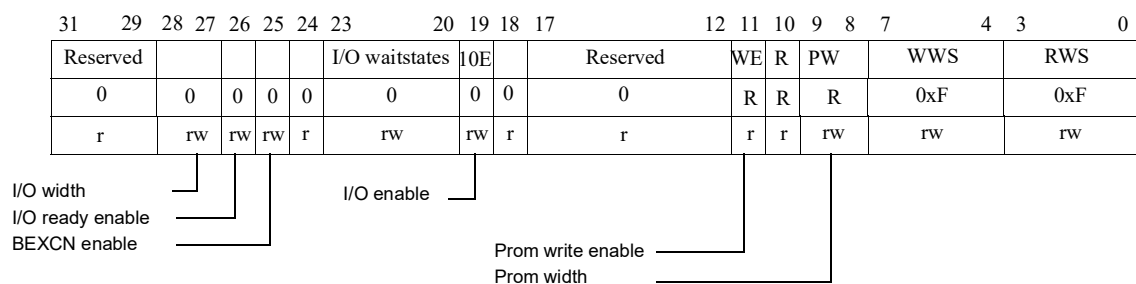 31 29 28 27 26 25 24 23 20 19 18 17 12 11 10 9 8 7 4 3 0
Reserved I/O waitstates 10E Reserved WE R PW WWS RWS
0 0 0 0 0 0 0 0 0 R R R 0xF 0xF
r rw rw rw r rw rw r r r r rw rw rw
I/O width I/O enable
I/O ready enable
BEXCN enable
Prom write enable
Prom width